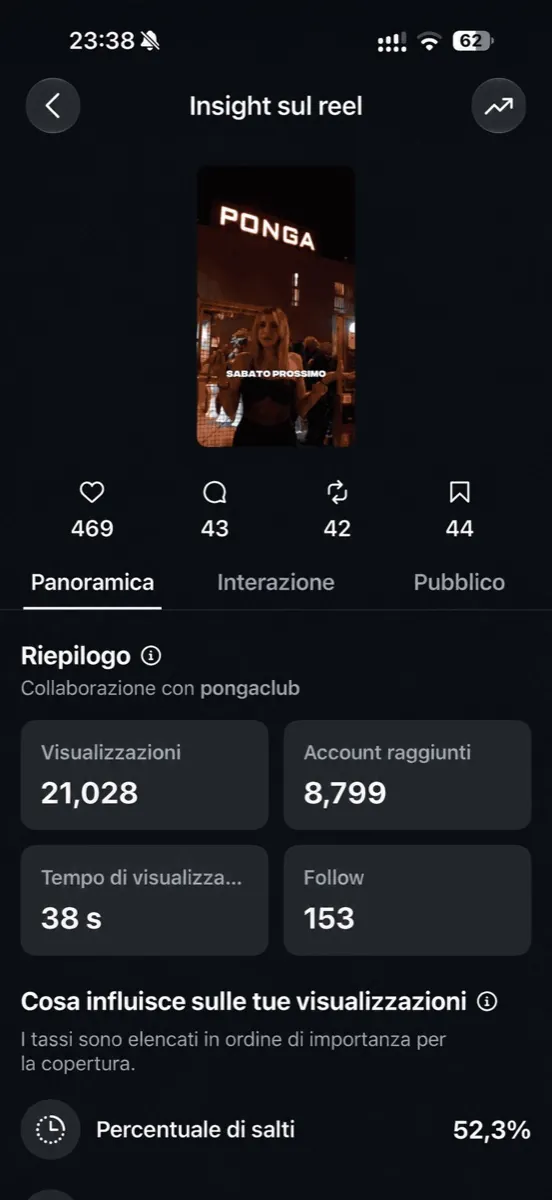 23:38
62
Insight sul reel
PONGA
SABATO PROSSIMO
469
43
42
44
Panoramica
Interazione
Pubblico
Riepilogo
Collaborazione con pongaclub
Visualizzazioni
Account raggiunti
21,028
8,799
Tempo di visualizza...
Follow
38 s
153
Cosa influisce sulle tue visualizzazioni
I tassi sono elencati in ordine di importanza per
la copertura.
Percentuale di salti
52,3%